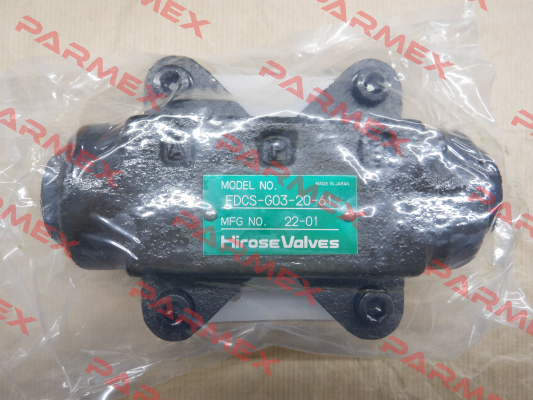 PARMEX
PARMEX
PARMEX
A P B
MODEL NO. MADE IN JAPAN
EDCS-G03-20-61
MFG NO. 22-01
HiroseValves
PARMEX
PARMEX
PARMEX